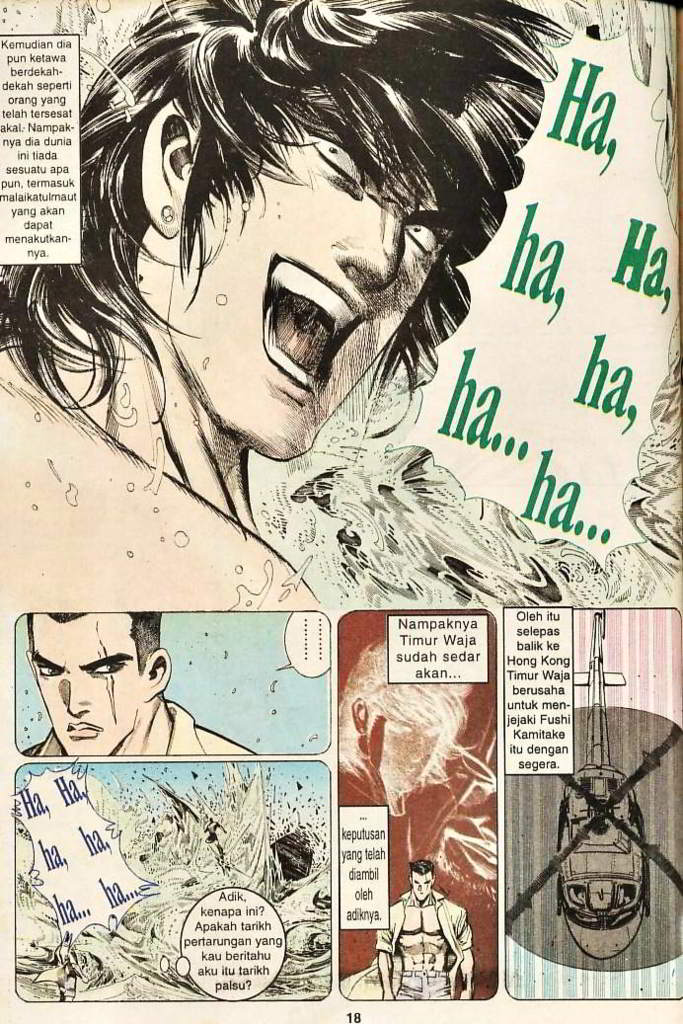 Kemudian dia
pun ketawa
berdekah-
dekah seperti
orang yang
telah tersesat
akal. Nampak-
nya dia dunia
ini tiada
sesuatu apa
pun, termasuk
malaikatulmaut
yang akan
dapat
menakutkan-
nya.
Ha,
ha,
Ha,
ha,
ha...
ha...
.......
Nampaknya
Timur Waja
sudah sedar
akan...
...
keputusan
yang telah
diambil
oleh
adiknya.
Oleh itu
selepas
balik ke
Hong Kong
Timur Waja
berusaha
untuk men-
jejaki Fushi
Kamitake
itu dengan
segera.
Ha, Ha,
ha, ha,
ha... ha...
Adik,
kenapa ini?
Apakah tarikh
pertarungan yang
kau beritahu
aku itu tarikh
palsu?
18